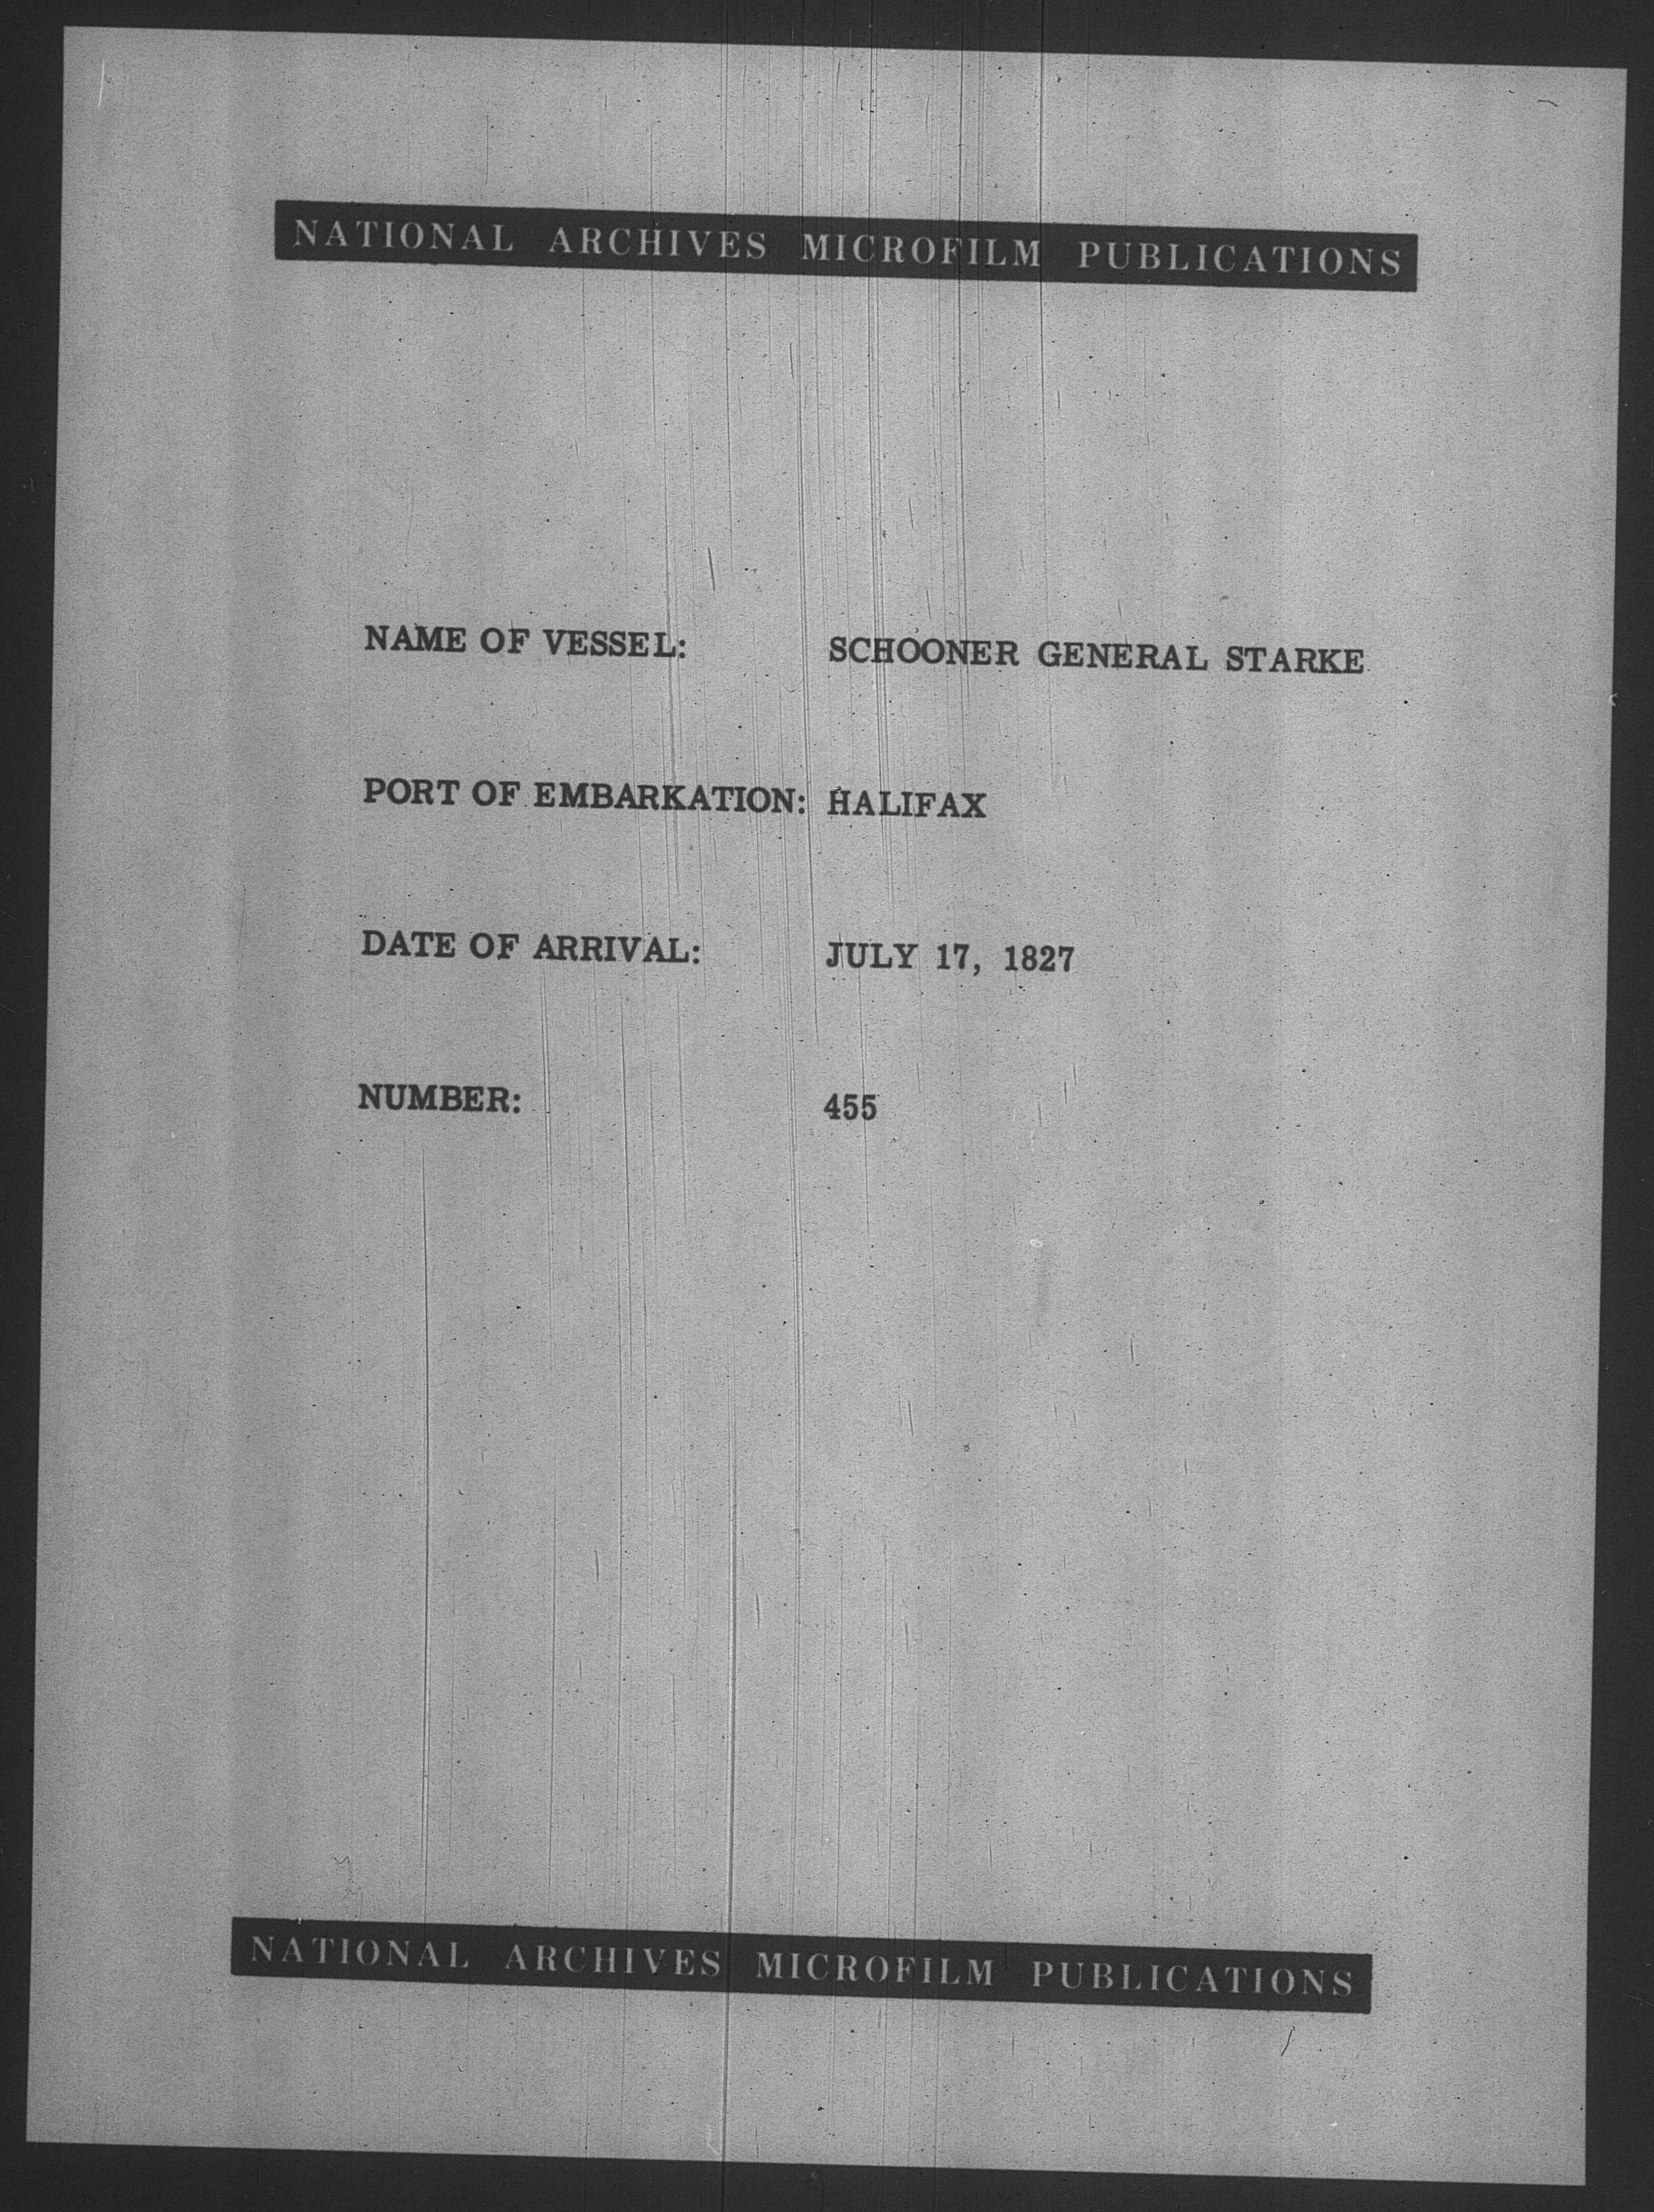 NATIONAL ARCHIVES MICROFILM PUBLICATIONS
NAME OF VESSEL: SCHOONER GENERAL STARKE
PORT OF EMBARKATION: HALIFAX
DATE OF ARRIVAL: JULY 17, 1827
NUMBER: 455
NATIONAL ARCHIVES MICROFILM PUBLICATIONS